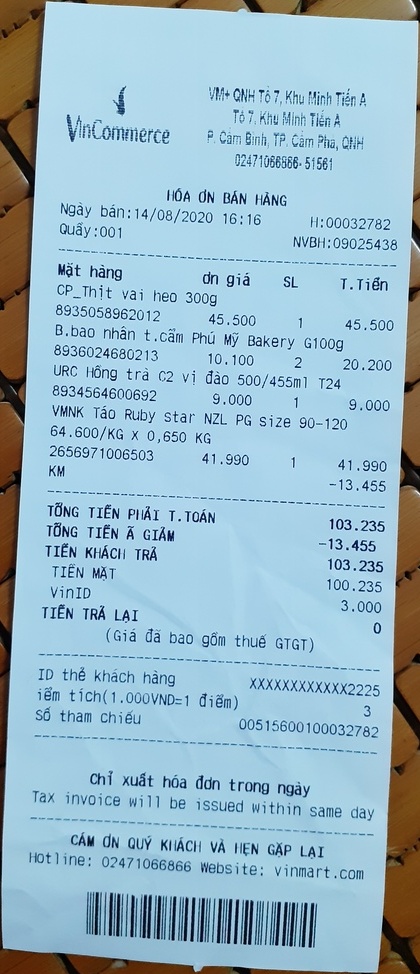 VinCommerce
VM+ QNH Tổ 7, Khu Minh Tiến A
Tổ 7, Khu Minh Tiến A
P. Cẩm Bình, TP. Cẩm Phả, QNH
02471066866-51561
HÓA ƠN BÁN HÀNG
Ngày bán:14/08/2020 16:16 H:00032782
Quầy:001 NVBH:09025438
Mặt hàng ơn giá SL T.Tiền
CP_Thịt vai heo 300g
8935058962012 45.500 1 45.500
B.bao nhân t.cẩm Phú Mỹ Bakery G100g
8936024680213 10.100 2 20.200
URC Hồng trà C2 vị đào 500/455ml T24
8934564600692 9.000 1 9.000
VMNK Táo Ruby star NZL PG size 90-120
64.600/KG X 0,650 KG
2656971006503 41.990 1 41.990
KM -13.455
TỔNG TIỀN PHẢI T.TOÁN 103.235
TỔNG TIỀN Ã GIẢM -13.455
TIỀN KHÁCH TRẢ 103.235
TIỀN MẶT 100.235
VinID 3.000
TIỀN TRẢ LẠI 0
(Giá đã bao gồm thuế GTGT)
ID thẻ khách hàng XXXXXXXXXXXX2225
iểm tích(1.000VND=1 điểm) 3
Số tham chiếu 00515600100032782
Chỉ xuất hóa đơn trong ngày
Tax invoice will be issued within same day
CẢM ƠN QUÝ KHÁCH VÀ HẸN GẶP LẠI
Hotline: 02471066866 Website: vinmart.com